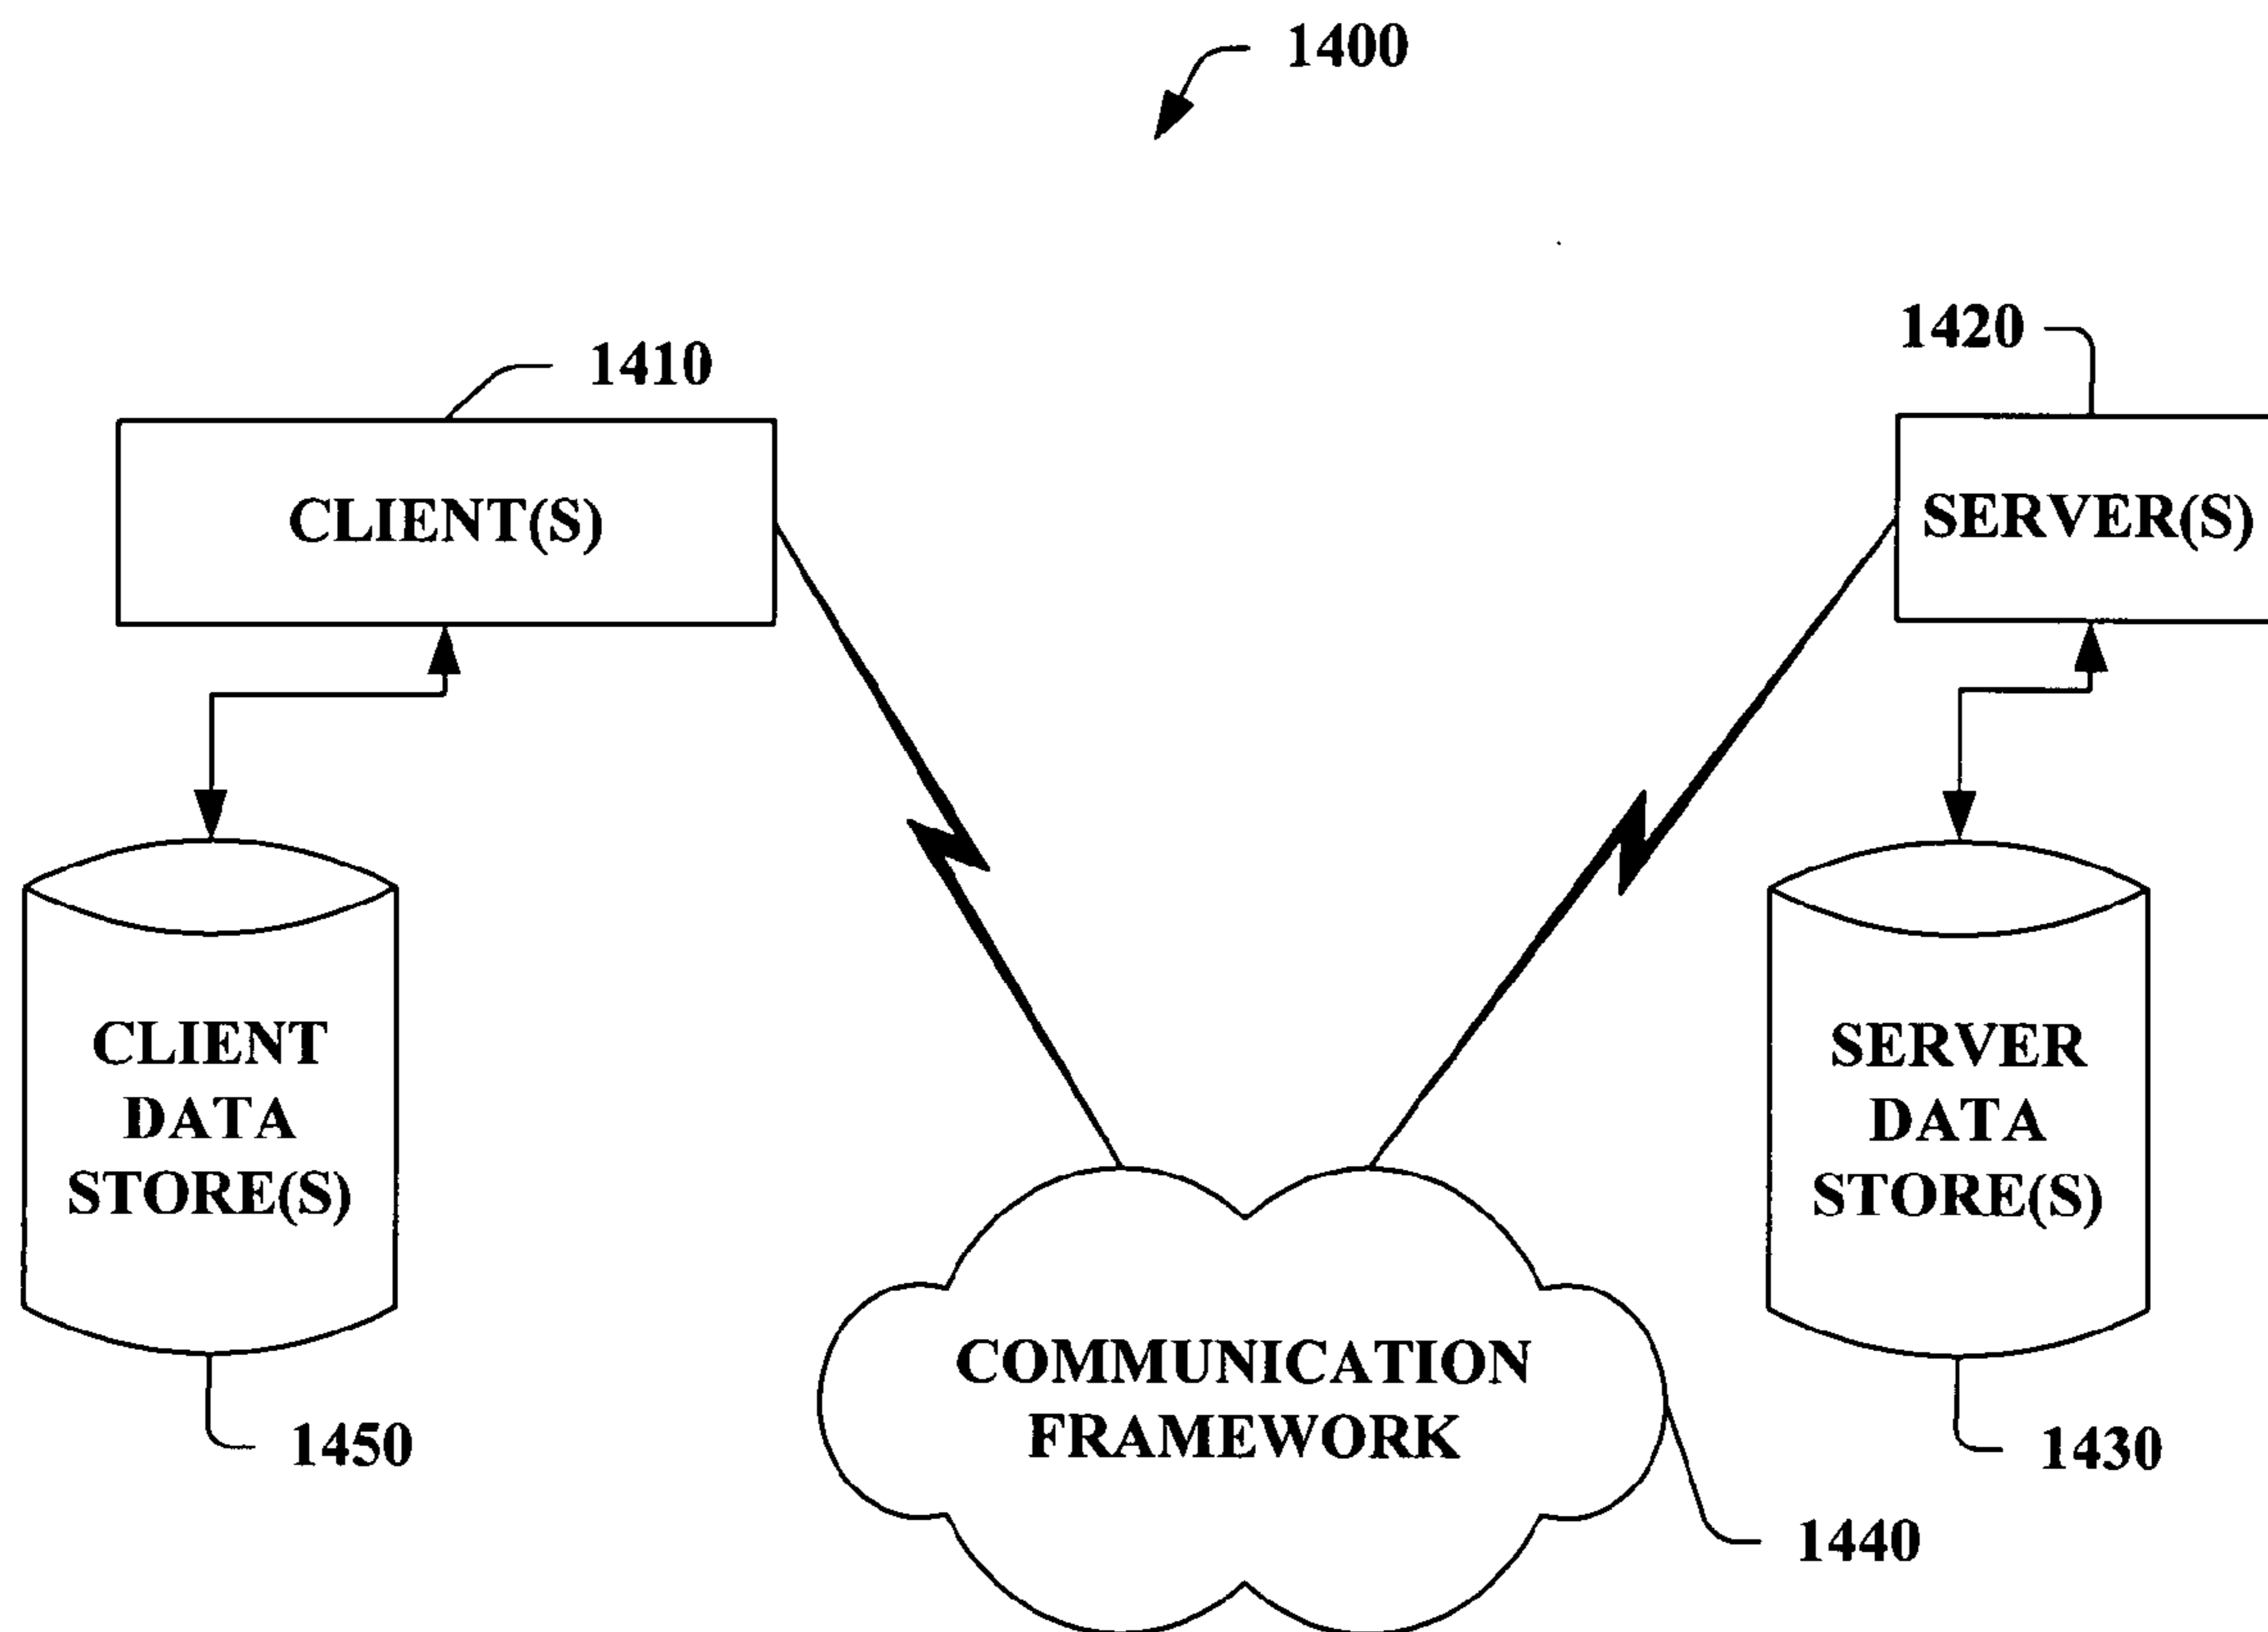 1400
1410
1420
CLIENT(S)
SERVER(S)
CLIENT
DATA
STORE(S)
SERVER
DATA
STORE(S)
COMMUNICATION
FRAMEWORK
1450
1430
1440